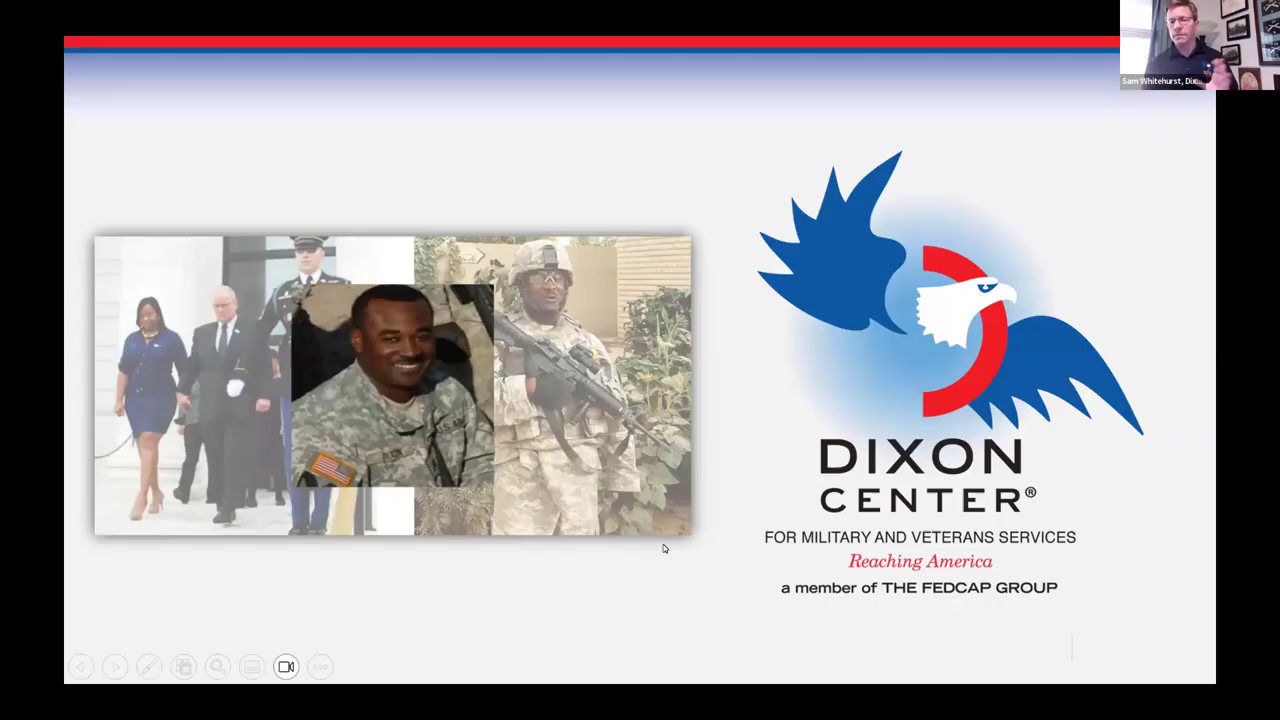 Sam Whitehurst, Dix...
DIXON
CENTER®
FOR MILITARY AND VETERANS SERVICES
Reaching America
a member of THE FEDCAP GROUP